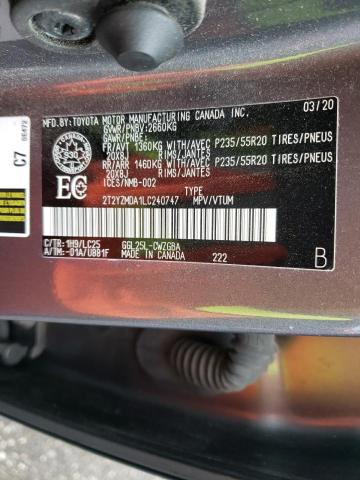 MFD.BY: TOYOTA MOTOR MANUFACTURING CANADA INC. 03/20
GVWR/PNBV: 2660KG
GAWR/PNBE:
FR/AVT 1360KG WITH/AVEC P235/55R20 TIRES/PNEUS
20X8J RIMS/JANTES
RR/ARR 1460KG WITH/AVEC P235/55R20 TIRES/PNEUS
20X8J RIMS/JANTES
ICES/NMB-002
TYPE
2T2YZMDA1LC240747 MPV/VTUM
930
EC
C/TR: 1H9/LC25 GGL25L-CWZGBA
A/TM: -01A/UB81F MADE IN CANADA 222 B
C7